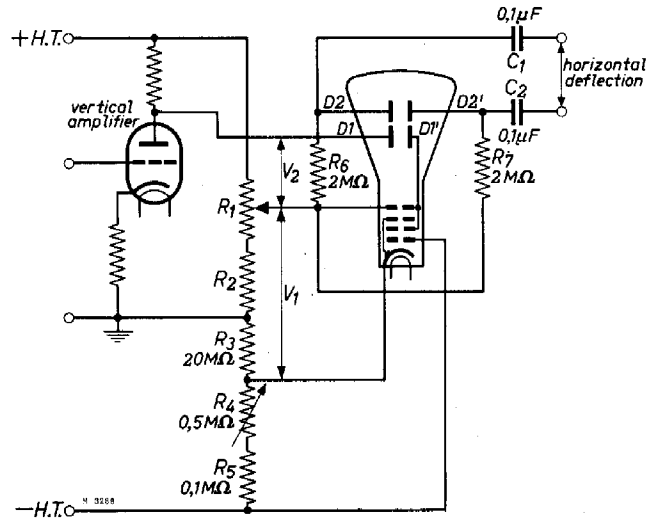 0,1µF
+H.T.
C1
horizontal
deflection
vertical
amplifier
D2
D2'
C2
D1
D1'
0,1µF
V2
R6
2MΩ
R7
2MΩ
R1
R2
V1
R3
20MΩ
R4
0,5MΩ
R5
0,1MΩ
-H.T.